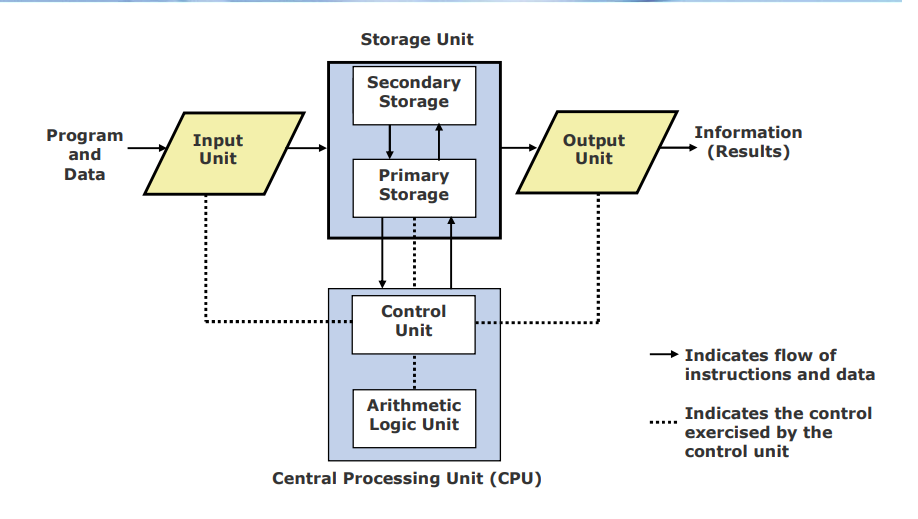 Storage Unit
Secondary
Storage
Program
and
Data
Input
Unit
Output
Unit
Information
(Results)
Primary
Storage
Control
Unit
Arithmetic
Logic Unit
Central Processing Unit (CPU)
Indicates flow of
instructions and data
Indicates the control
exercised by the
control unit